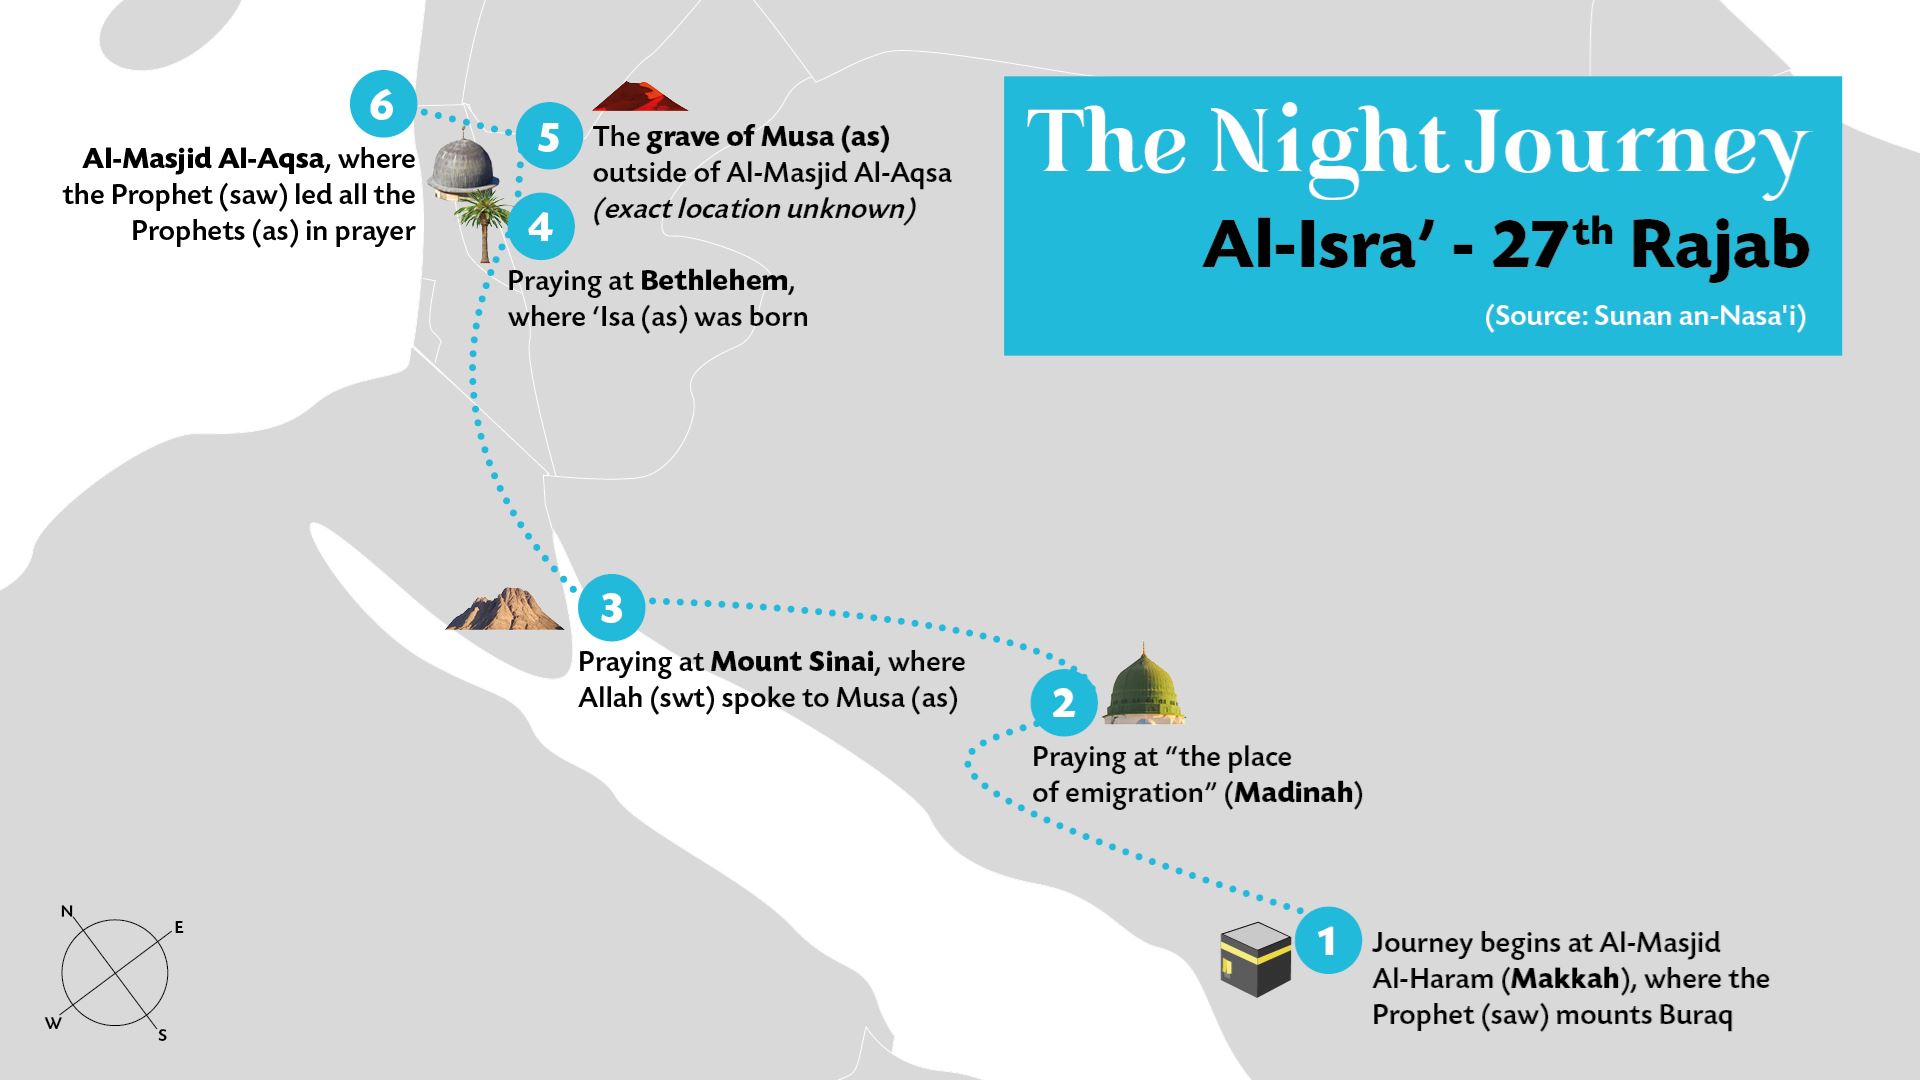 The Night Journey
Al-Isra’ - 27th Rajab
(Source: Sunan an-Nasa'i)
6
Al-Masjid Al-Aqsa, where
the Prophet (saw) led all the
Prophets (as) in prayer
5
The grave of Musa (as)
outside of Al-Masjid Al-Aqsa
(exact location unknown)
4
Praying at Bethlehem,
where ‘Isa (as) was born
3
Praying at Mount Sinai, where
Allah (swt) spoke to Musa (as)
2
Praying at “the place
of emigration” (Madinah)
1
Journey begins at Al-Masjid
Al-Haram (Makkah), where the
Prophet (saw) mounts Buraq
N
E
W
S